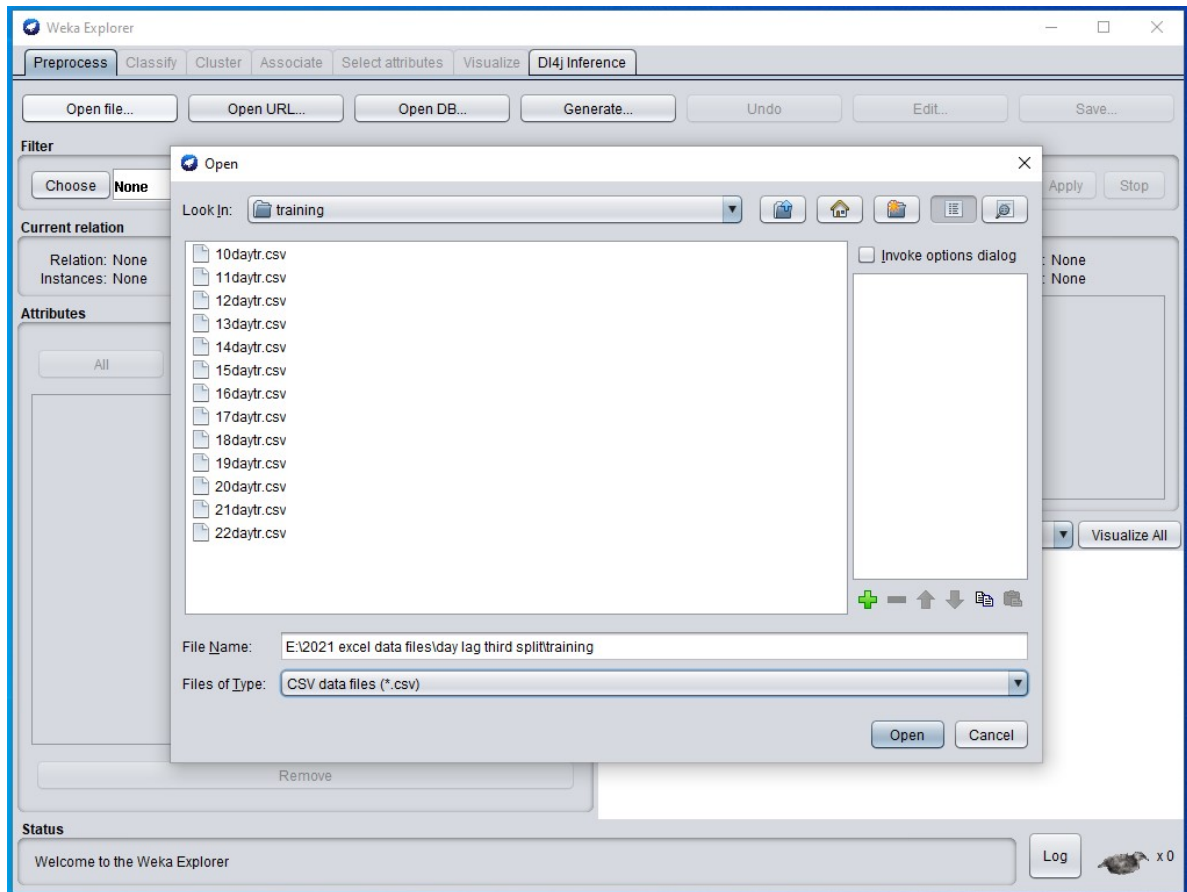 Weka Explorer
Preprocess Classify Cluster Associate Select attributes Visualize Dl4j Inference
Open file... Open URL... Open DB... Generate... Undo Edit... Save...
Filter
Choose None Apply Stop
Open
Look In: training
Current relation
Relation: None
Instances: None
: None
: None
Attributes
All
10daytr.csv
11daytr.csv
12daytr.csv
13daytr.csv
14daytr.csv
15daytr.csv
16daytr.csv
17daytr.csv
18daytr.csv
19daytr.csv
20daytr.csv
21daytr.csv
22daytr.csv
Invoke options dialog
Visualize All
File Name: E:\2021 excel data files\day lag third split\training
Files of Type: CSV data files (*.csv)
Open Cancel
Remove
Status
Welcome to the Weka Explorer
Log x 0